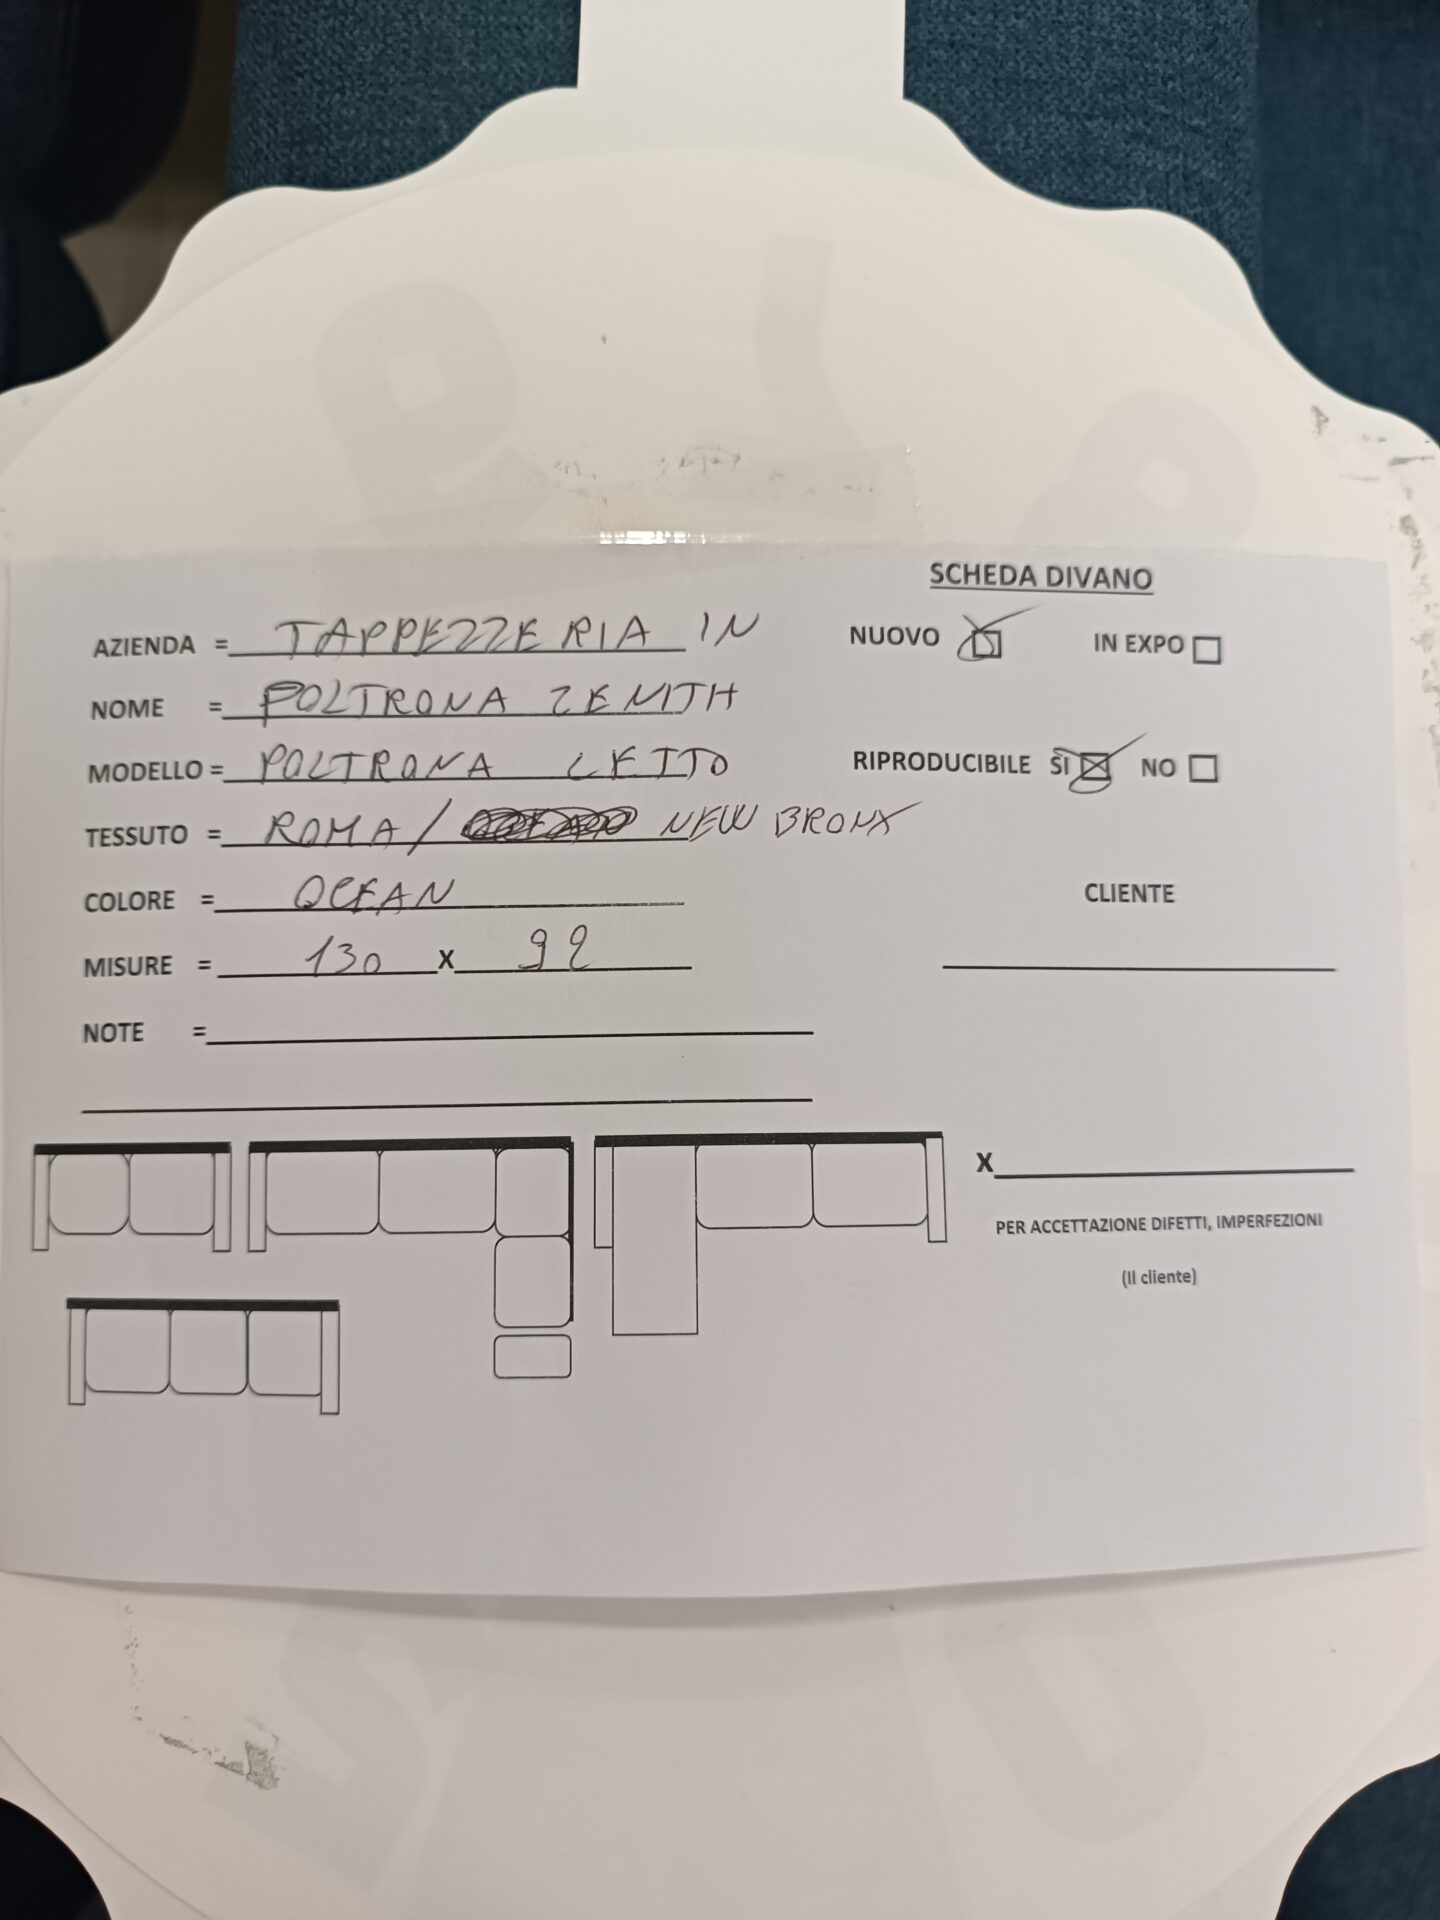 SCHEDA DIVANO
AZIENDA = TAPPEZZERIA IN
NUOVO ☒ IN EXPO ☐
NOME = POLTRONA ZENITH
MODELLO = POLTRONA LETTO
RIPRODUCIBILE SI ☒ NO ☐
TESSUTO = ROMA / NEW BRONX
COLORE = OCEAN
CLIENTE
MISURE = 130 X 92
NOTE =
X
PER ACCETTAZIONE DIFETTI, IMPERFEZIONI
(Il cliente)